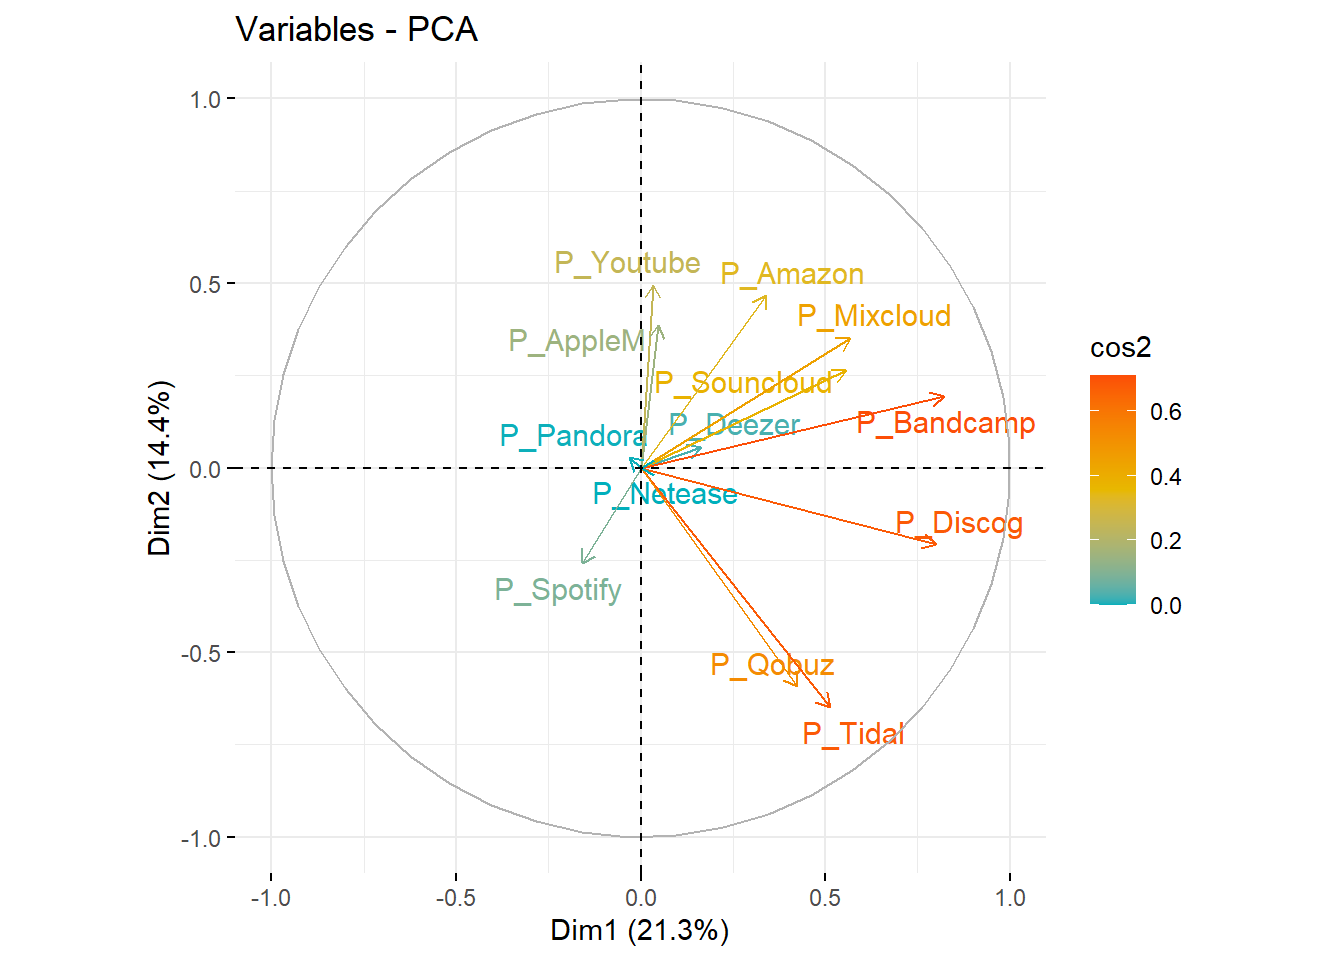 Variables - PCA
1.0
0.5
0.0
-0.5
-1.0
Dim2 (14.4%)
P_Youtube
P_Amazon
P_Mixcloud
P_AppleM
P_Souncloud
P_Deezer
P_Bandcamp
P_Pandora
P_Netease
P_Discog
P_Spotify
P_Qobuz
P_Tidal
-1.0
-0.5
0.0
0.5
1.0
Dim1 (21.3%)
cos2
0.6
0.4
0.2
0.0